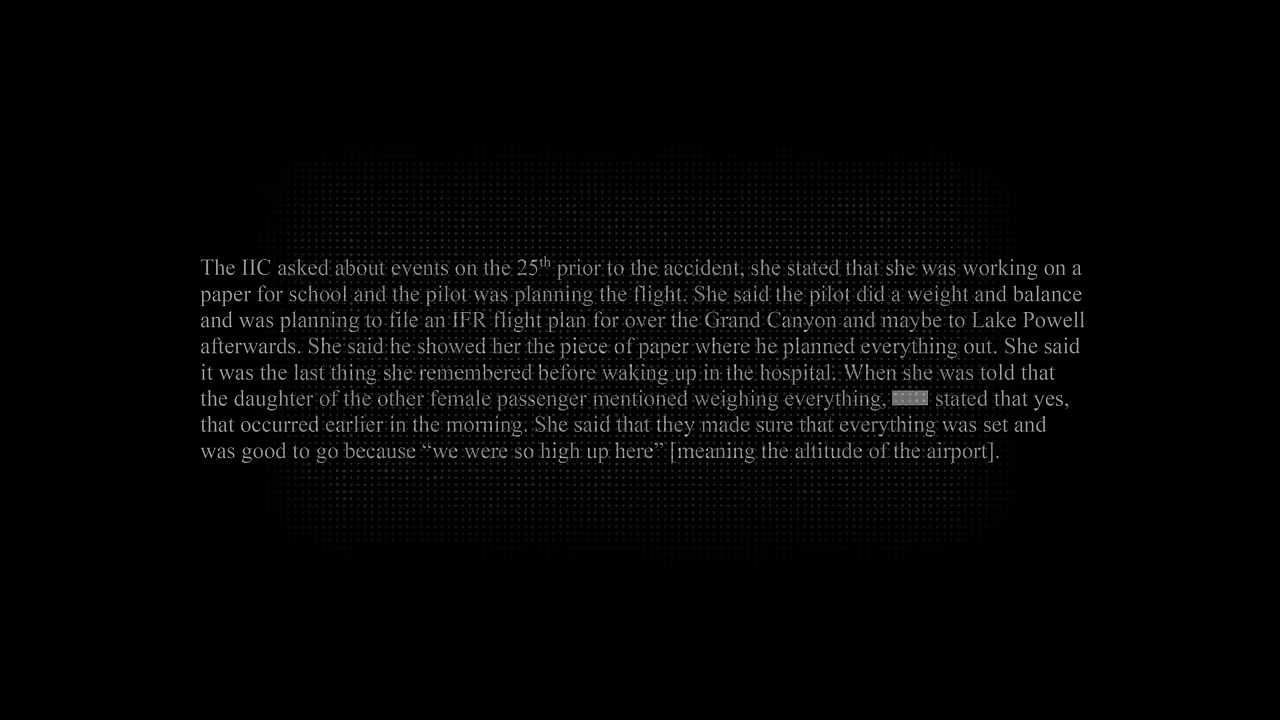 The IIC asked about events on the 25th prior to the accident, she stated that she was working on a
paper for school and the pilot was planning the flight. She said the pilot did a weight and balance
and was planning to file an IFR flight plan for over the Grand Canyon and maybe to Lake Powell
afterwards. She said he showed her the piece of paper where he planned everything out. She said
it was the last thing she remembered before waking up in the hospital. When she was told that
the daughter of the other female passenger mentioned weighing everything, stated that yes,
that occurred earlier in the morning. She said that they made sure that everything was set and
was good to go because “we were so high up here” [meaning the altitude of the airport].